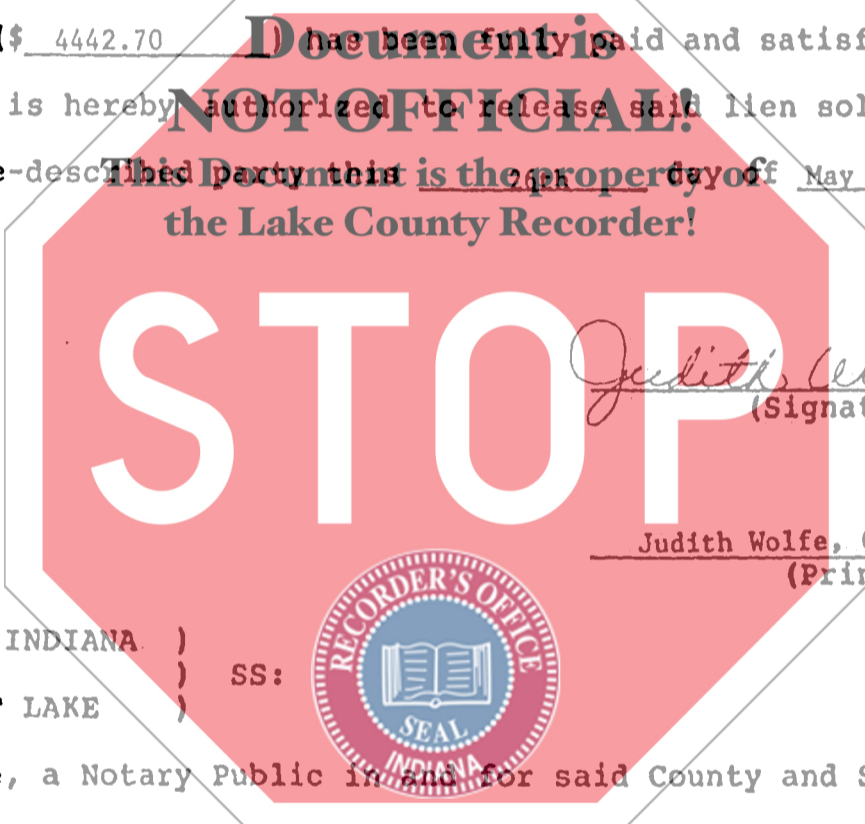 ($ 4442.70 ) has been fully paid and satisf
Document is
is hereby authorized to release said lien sol
NOT OFFICIAL!
e-described party this 26th day of May
This Document is the property of
the Lake County Recorder!
STOP
Judith
(Signat
Judith Wolfe, (
(Prin
RECORDER'S OFFICE
SEAL
INDIANA
INDIANA )
) SS:
LAKE )
, a Notary Public in and for said County and S